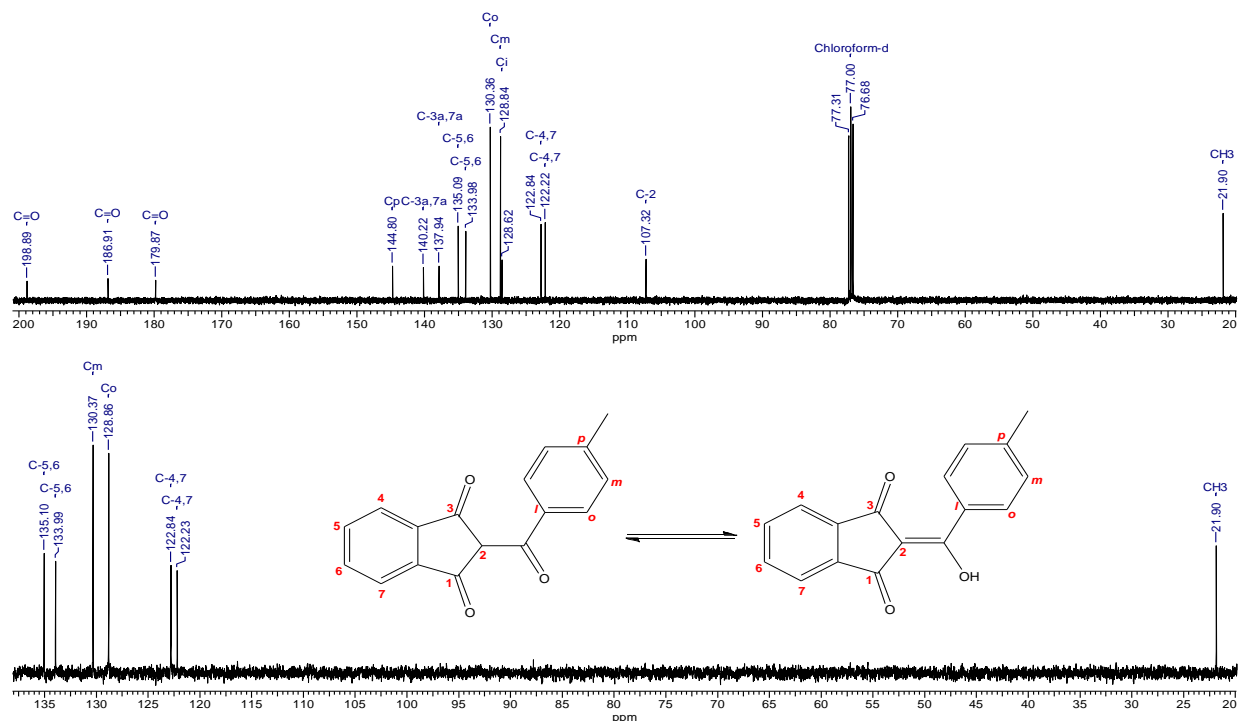 Co
Cm
Ci
Chloroform-d
130.36
128.84
77.00
C-3a,7a
77.31
76.68
C-5,6
C-4,7
C-5,6
C-4,7
CH3
135.09
133.98
128.62
122.84
122.22
C-2
C=O
C=O
C=O
Cp
C-3a,7a
21.90
198.89
186.91
179.87
144.80
140.22
137.94
107.32
200 190 180 170 160 150 140 130 120 110 100 90 80 70 60 50 40 30 20
ppm
Cm
Co
130.37
128.86
C-5,6
C-5,6
C-4,7
C-4,7
CH3
135.10
133.99
122.84
122.23
21.90
O
p
m
i
o
4
3
5
2
6
1
7
O
O
O
p
m
i
o
4
3
5
2
6
1
7
OH
O
135 130 125 120 115 110 105 100 95 90 85 80 75 70 65 60 55 50 45 40 35 30 25 20
ppm